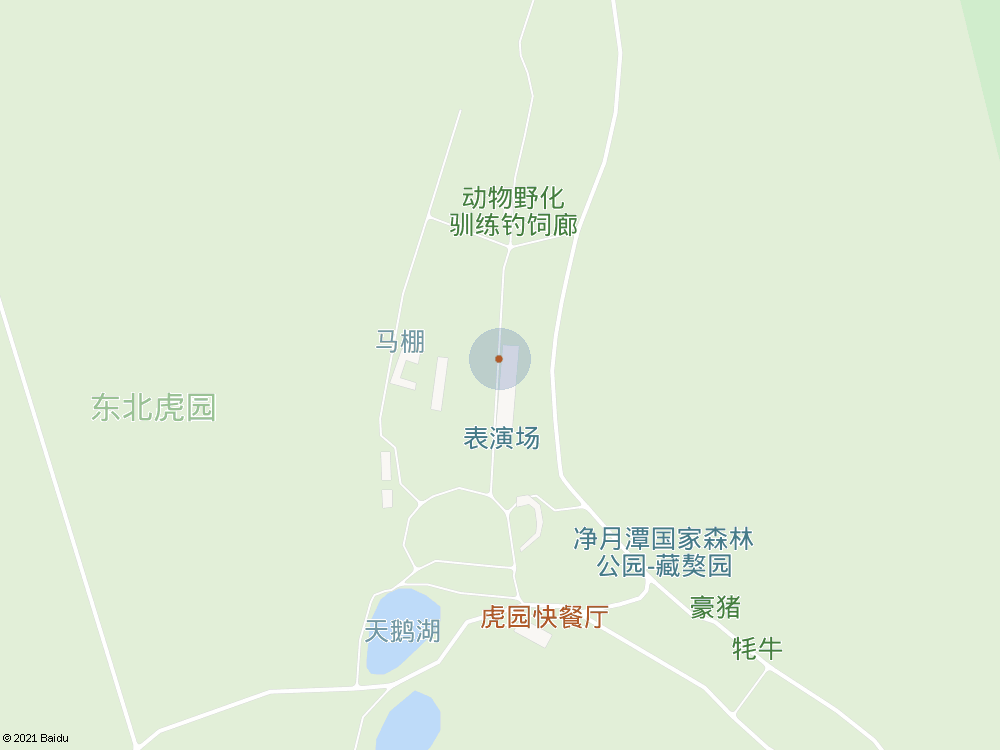 动物野化
驯练钓饲廊
马棚
东北虎园
表演场
净月潭国家森林
公园-藏獒园
豪猪
虎园快餐厅
天鹅湖
牦牛
© 2021 Baidu